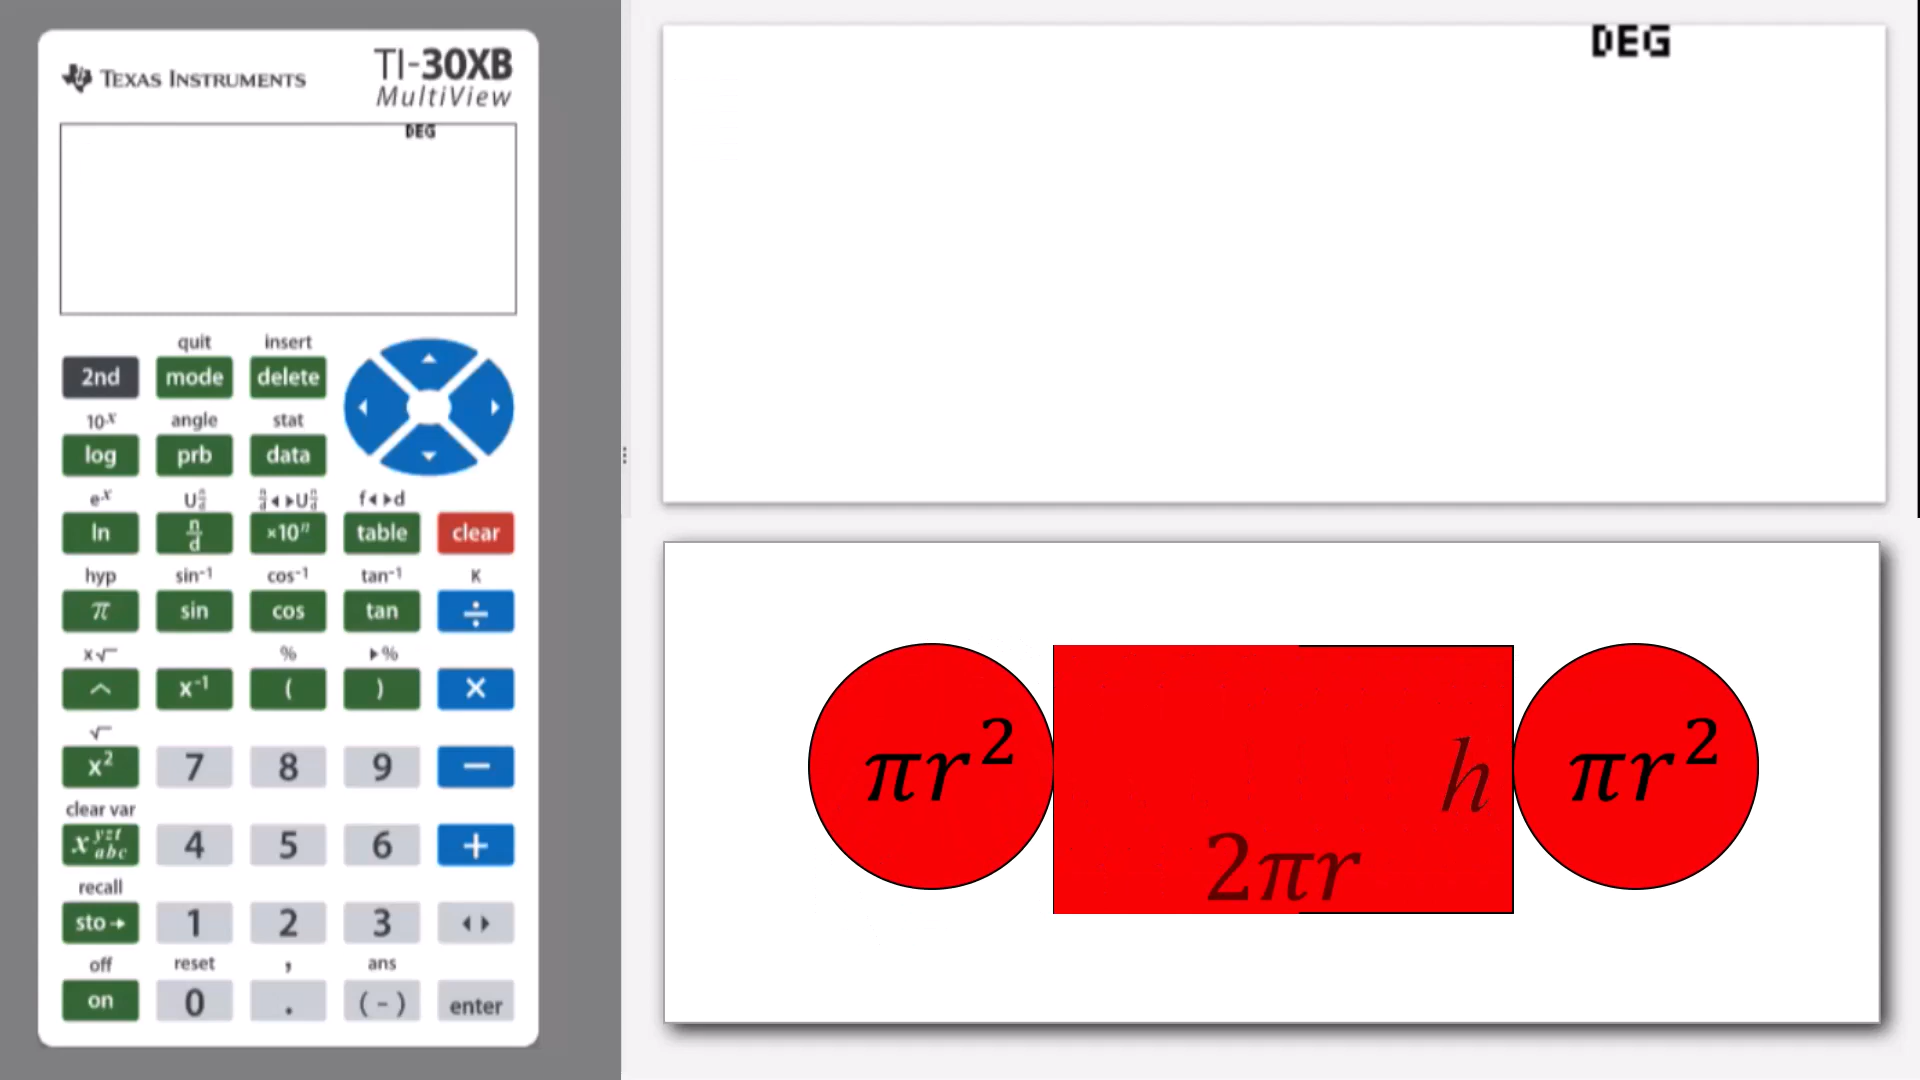 TEXAS INSTRUMENTS
TI-30XB
MultiView
DEG
quit insert
2nd mode delete
10ˣ angle stat
log prb data
eˣ U n/d n/d ◄►U n/d f◄►d
ln n/d ×10ⁿ table clear
hyp sin⁻¹ cos⁻¹ tan⁻¹ K
π sin cos tan ÷
x√ % ►%
^ x⁻¹ ( ) ×
√
x² 7 8 9 −
clear var
x yzt abc 4 5 6 +
recall
sto→ 1 2 3 ◄►
off reset , ans
on 0 . (-) enter
DEG
πr² h πr²
2πr